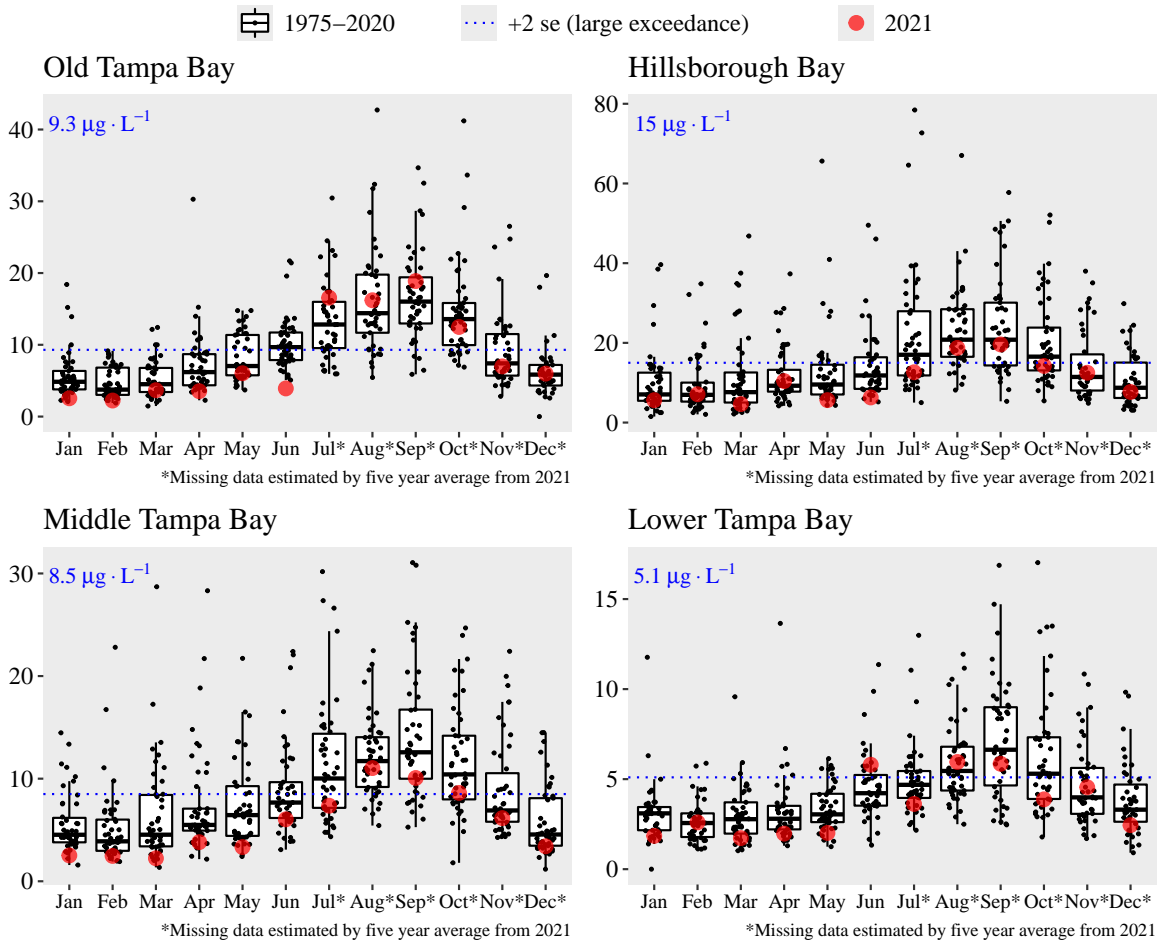 1975–2020 +2 se (large exceedance) 2021
Old Tampa Bay
9.3 μg · L⁻¹
40
30
20
10
0
Jan Feb Mar Apr May Jun Jul* Aug* Sep* Oct* Nov* Dec*
*Missing data estimated by five year average from 2021
Hillsborough Bay
15 μg · L⁻¹
80
60
40
20
0
Jan Feb Mar Apr May Jun Jul* Aug* Sep* Oct* Nov* Dec*
*Missing data estimated by five year average from 2021
Middle Tampa Bay
8.5 μg · L⁻¹
30
20
10
0
Jan Feb Mar Apr May Jun Jul* Aug* Sep* Oct* Nov* Dec*
*Missing data estimated by five year average from 2021
Lower Tampa Bay
5.1 μg · L⁻¹
15
10
5
0
Jan Feb Mar Apr May Jun Jul* Aug* Sep* Oct* Nov* Dec*
*Missing data estimated by five year average from 2021